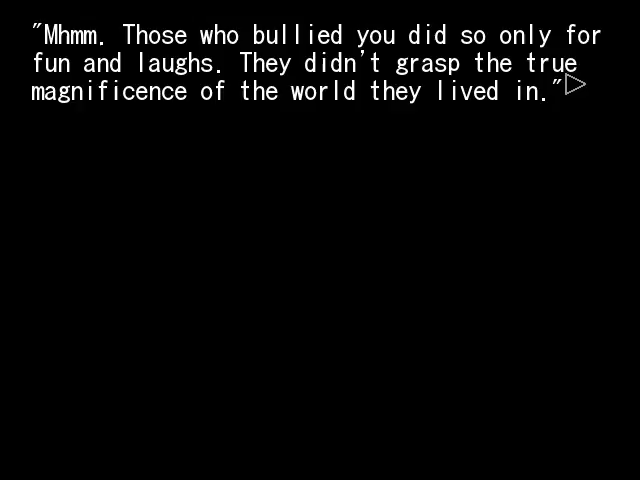 "Mhmm. Those who bullied you did so only for
fun and laughs. They didn't grasp the true
magnificence of the world they lived in."